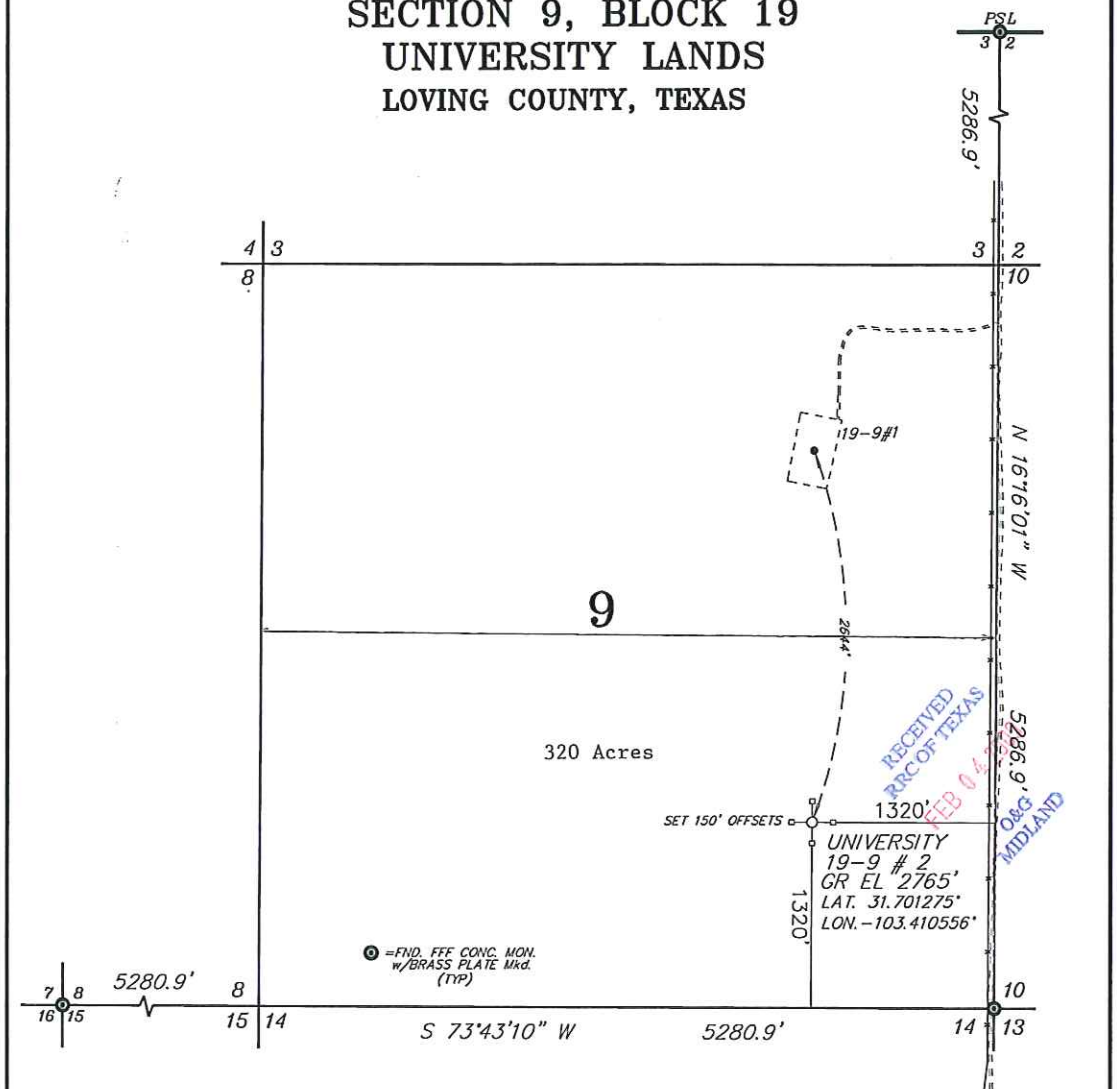 SECTION 9, BLOCK 19
UNIVERSITY LANDS
LOVING COUNTY, TEXAS
PSL
3 2
5286.9'
4 3
3 2
8
10
19-9#1
N 16°16'01" W
9
2644'
5286.9'
RECEIVED
RRC OF TEXAS
FEB 04
O&G
MIDLAND
320 Acres
SET 150' OFFSETS
1320'
UNIVERSITY
19-9 # 2
GR EL 2765'
LAT. 31.701275°
LON.-103.410556°
1320'
=FND. FFF CONC. MON.
w/BRASS PLATE Mkd.
(TYP)
7 8
5280.9'
8
10
16 15
15 14
S 73°43'10" W
5280.9'
14 13